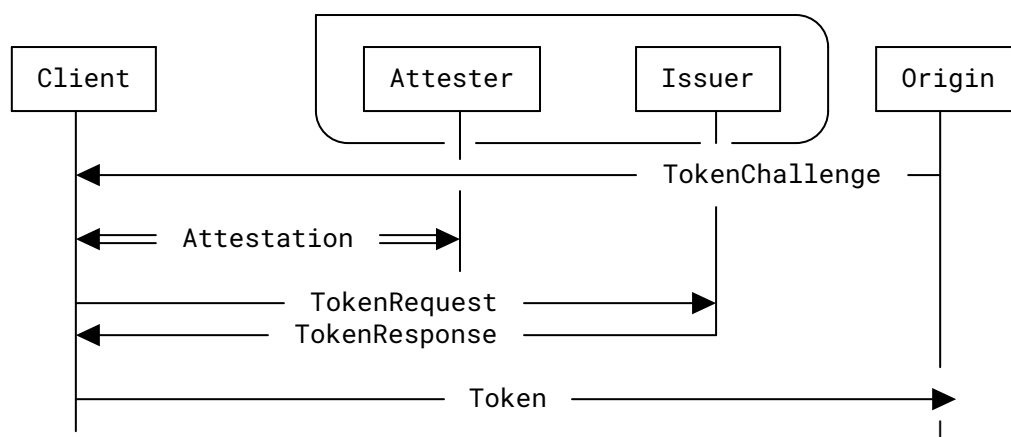 Client
Attester
Issuer
Origin
TokenChallenge
Attestation
TokenRequest
TokenResponse
Token